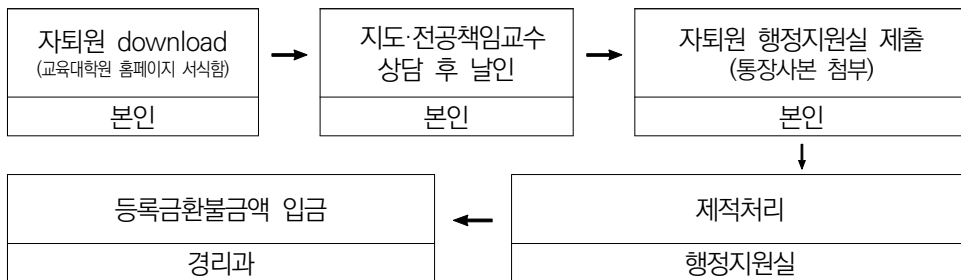 자퇴원 download
(교육대학원 홈페이지 서식함)
본인
지도·전공책임교수
상담 후 날인
본인
자퇴원 행정지원실 제출
(통장사본 첨부)
본인
제적처리
행정지원실
등록금환불금액 입금
경리과